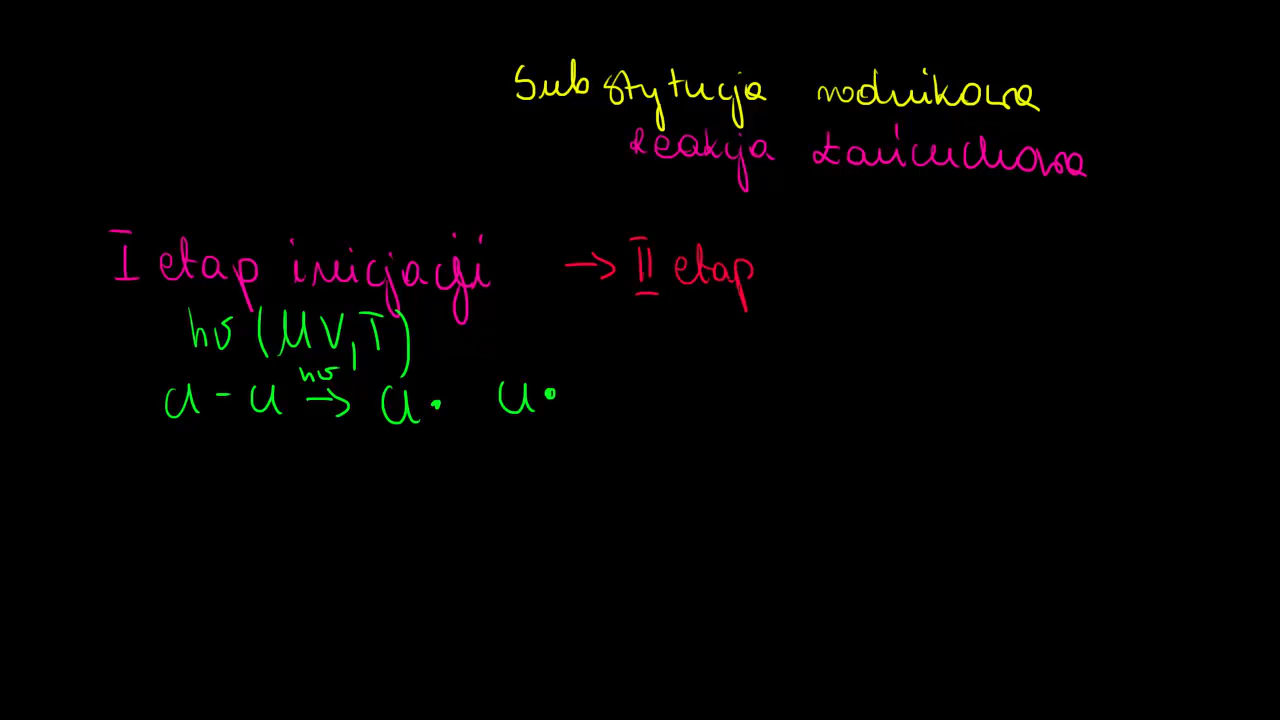 Substytucja rodnikowa
Reakcja łańcuchowa
I etap inicjacji → II etap
hν (UV, T)
Cl - Cl hν → Cl• Cl•